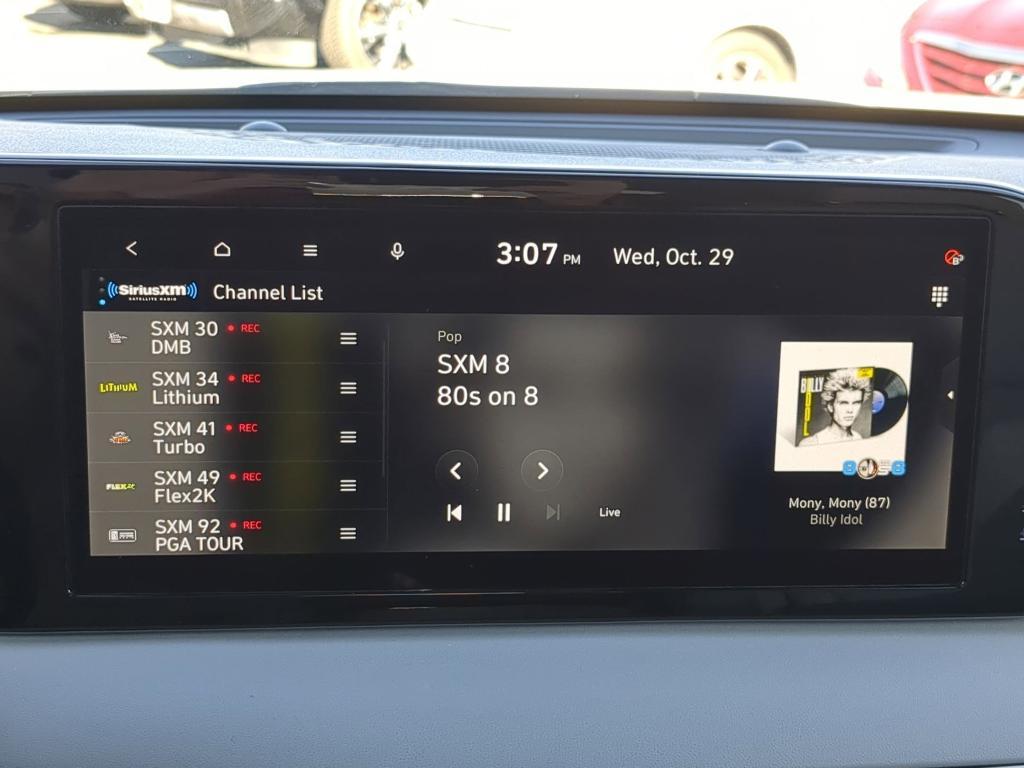 3:07 PM Wed, Oct. 29
SiriusXM
SATELLITE RADIO
Channel List
SXM 30 REC
DMB
LITHIUM
SXM 34 REC
Lithium
SXM 41 REC
Turbo
FLEX2K
SXM 49 REC
Flex2K
SXM 92 REC
PGA TOUR
Pop
SXM 8
80s on 8
Live
BILLY
IDOL
Mony, Mony (87)
Billy Idol